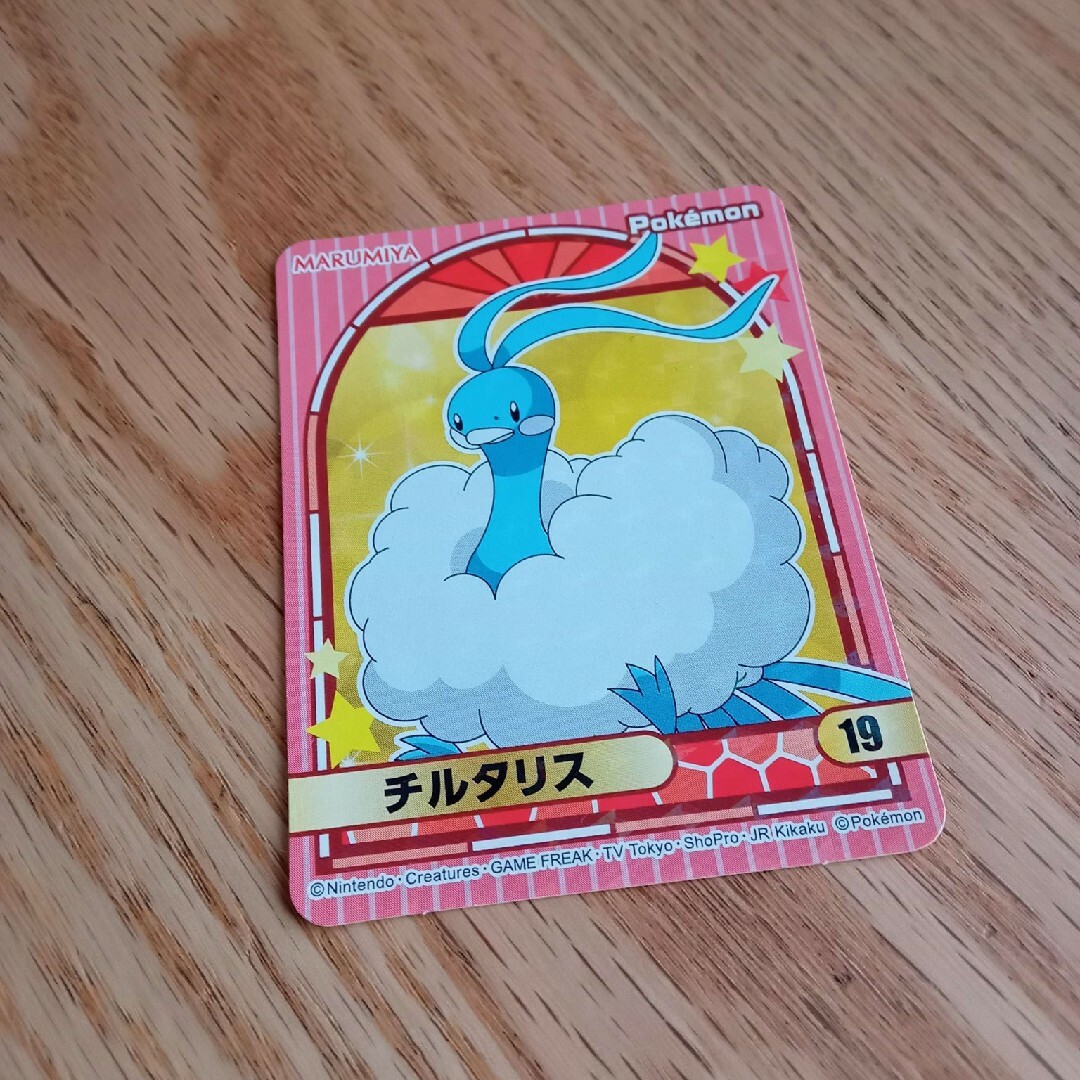 MARUMIYA
Pokémon
チルタリス
19
©Nintendo・Creatures・GAME FREAK・TV Tokyo・ShoPro・JR Kikaku ©Pokémon